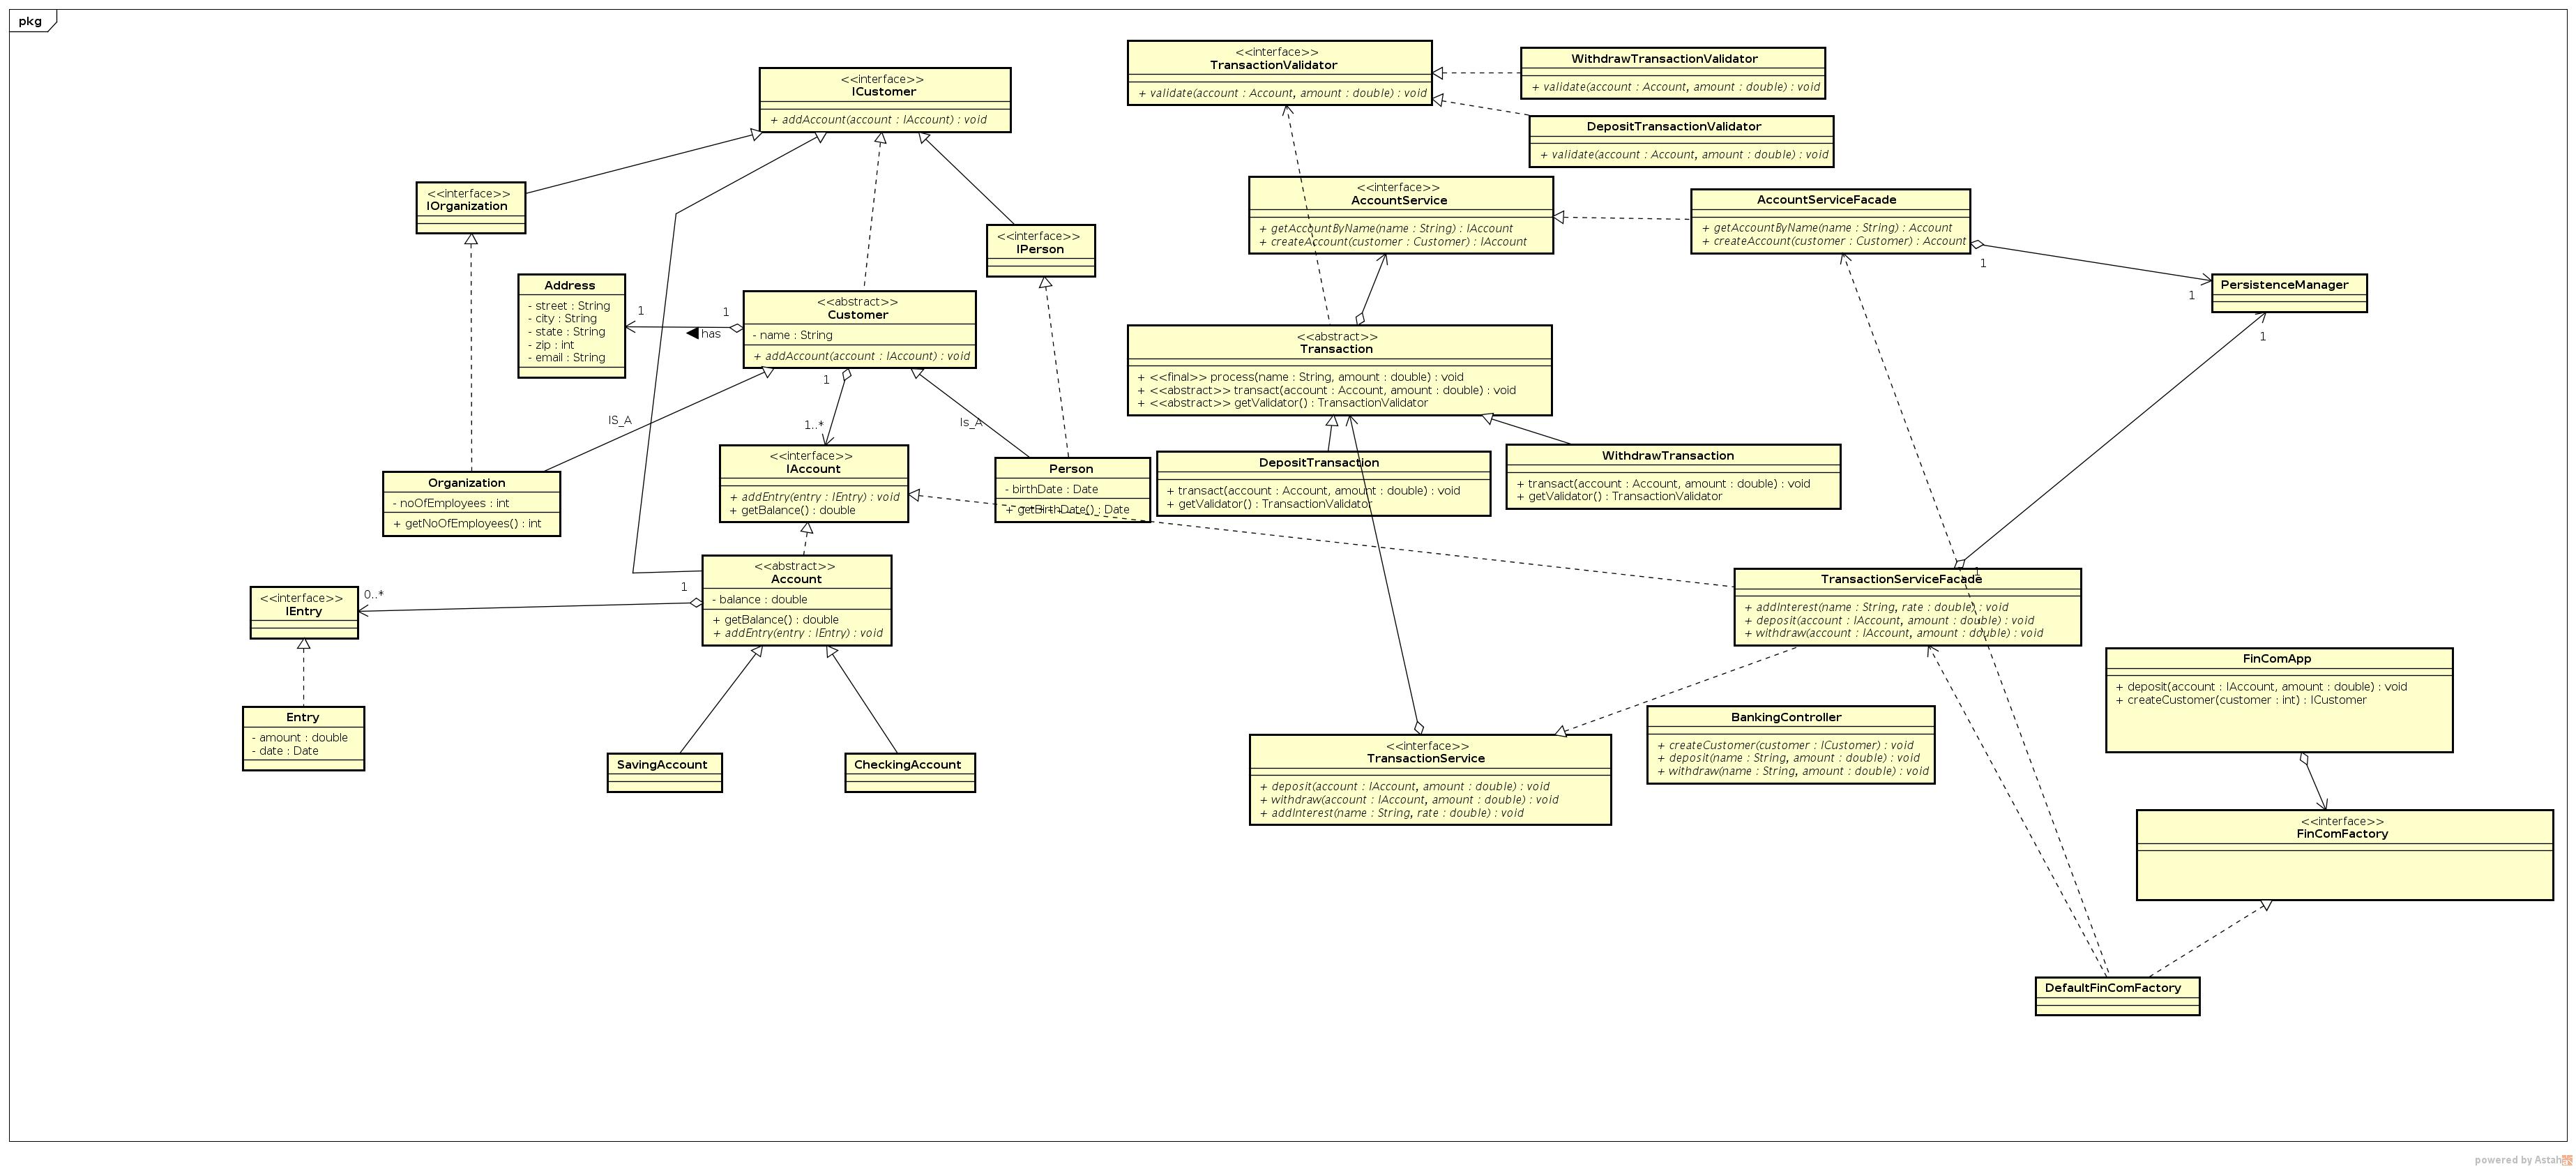 pkg
<<interface>>
ICustomer
+ addAccount(account : IAccount) : void
<<interface>>
TransactionValidator
+ validate(account : Account, amount : double) : void
WithdrawTransactionValidator
+ validate(account : Account, amount : double) : void
DepositTransactionValidator
+ validate(account : Account, amount : double) : void
<<interface>>
IOrganization
<<interface>>
IPerson
<<interface>>
AccountService
+ getAccountByName(name : String) : IAccount
+ createAccount(customer : Customer) : IAccount
AccountServiceFacade
+ getAccountByName(name : String) : Account
+ createAccount(customer : Customer) : Account
1
1
PersistenceManager
1
Address
- street : String
- city : String
- state : String
- zip : int
- email : String
1
1
has
<<abstract>>
Customer
- name : String
+ addAccount(account : IAccount) : void
1
1..*
IS_A
Is_A
<<abstract>>
Transaction
+ <<final>> process(name : String, amount : double) : void
+ <<abstract>> transact(account : Account, amount : double) : void
+ <<abstract>> getValidator() : TransactionValidator
Organization
- noOfEmployees : int
+ getNoOfEmployees() : int
<<interface>>
IAccount
+ addEntry(entry : IEntry) : void
+ getBalance() : double
Person
- birthDate : Date
+ getBirthDate() : Date
DepositTransaction
+ transact(account : Account, amount : double) : void
+ getValidator() : TransactionValidator
WithdrawTransaction
+ transact(account : Account, amount : double) : void
+ getValidator() : TransactionValidator
<<interface>>
IEntry
0..*
1
<<abstract>>
Account
- balance : double
+ getBalance() : double
+ addEntry(entry : IEntry) : void
1
TransactionServiceFacade
+ addInterest(name : String, rate : double) : void
+ deposit(account : IAccount, amount : double) : void
+ withdraw(account : IAccount, amount : double) : void
Entry
- amount : double
- date : Date
SavingAccount
CheckingAccount
<<interface>>
TransactionService
+ deposit(account : IAccount, amount : double) : void
+ withdraw(account : IAccount, amount : double) : void
+ addInterest(name : String, rate : double) : void
BankingController
+ createCustomer(customer : ICustomer) : void
+ deposit(name : String, amount : double) : void
+ withdraw(name : String, amount : double) : void
FinComApp
+ deposit(account : IAccount, amount : double) : void
+ createCustomer(customer : int) : ICustomer
<<interface>>
FinComFactory
DefaultFinComFactory
powered by Astah